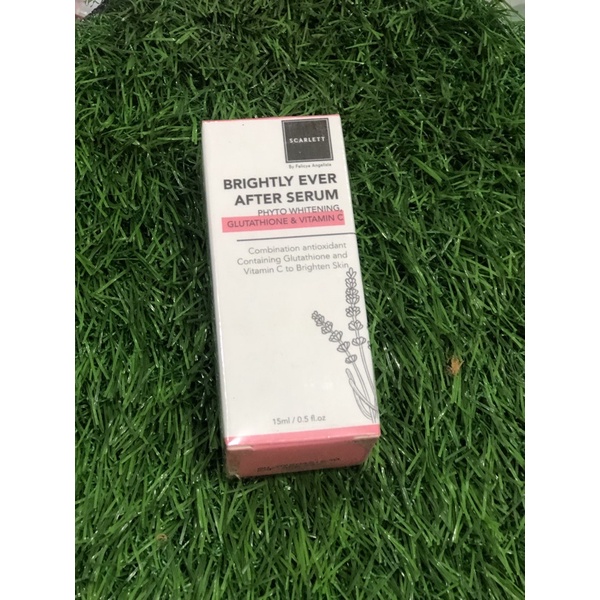 SCARLETT
By Felicya Angelista
BRIGHTLY EVER
AFTER SERUM
PHYTO WHITENING,
GLUTATHIONE & VITAMIN C
Combination antioxidant
Containing Glutathione and
Vitamin C to Brighten Skin
15ml / 0.5 fl.oz